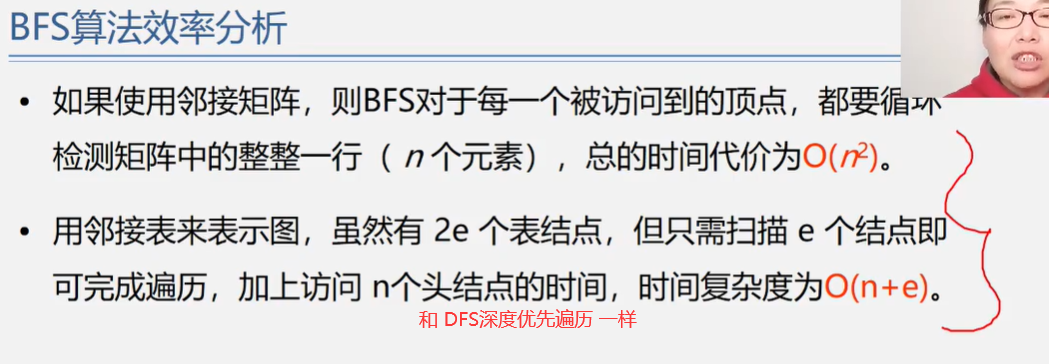 BFS算法效率分析
• 如果使用邻接矩阵，则BFS对于每一个被访问到的顶点，都要循环
检测矩阵中的整整一行（ n 个元素），总的时间代价为O(n²)。
• 用邻接表来表示图，虽然有 2e 个表结点，但只需扫描 e 个结点即
可完成遍历，加上访问 n个头结点的时间，时间复杂度为O(n+e)。
和 DFS深度优先遍历 一样